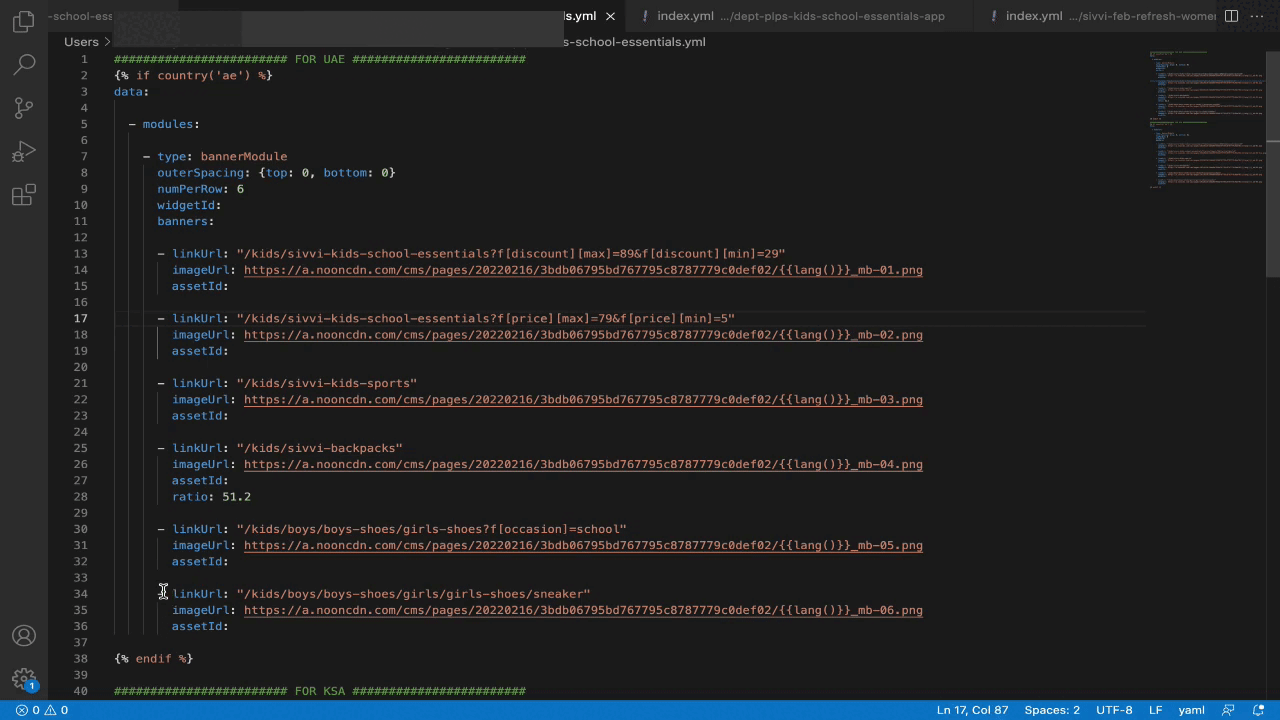 -school-ess
ls.yml
index.yml .../dept-plps-kids-school-essentials-app
index.yml .../sivvi-feb-refresh-wome
Users
s-school-essentials.yml
1 ######################## FOR UAE ########################
2 {% if country('ae') %}
3 data:
4
5 - modules:
6
7 - type: bannerModule
8 outerSpacing: {top: 0, bottom: 0}
9 numPerRow: 6
10 widgetId:
11 banners:
12
13 - linkUrl: "/kids/sivvi-kids-school-essentials?f[discount][max]=89&f[discount][min]=29"
14 imageUrl: https://a.nooncdn.com/cms/pages/20220216/3bdb06795bd767795c8787779c0def02/{{lang()}}_mb-01.png
15 assetId:
16
17 - linkUrl: "/kids/sivvi-kids-school-essentials?f[price][max]=79&f[price][min]=5"
18 imageUrl: https://a.nooncdn.com/cms/pages/20220216/3bdb06795bd767795c8787779c0def02/{{lang()}}_mb-02.png
19 assetId:
20
21 - linkUrl: "/kids/sivvi-kids-sports"
22 imageUrl: https://a.nooncdn.com/cms/pages/20220216/3bdb06795bd767795c8787779c0def02/{{lang()}}_mb-03.png
23 assetId:
24
25 - linkUrl: "/kids/sivvi-backpacks"
26 imageUrl: https://a.nooncdn.com/cms/pages/20220216/3bdb06795bd767795c8787779c0def02/{{lang()}}_mb-04.png
27 assetId:
28 ratio: 51.2
29
30 - linkUrl: "/kids/boys/boys-shoes/girls-shoes?f[occasion]=school"
31 imageUrl: https://a.nooncdn.com/cms/pages/20220216/3bdb06795bd767795c8787779c0def02/{{lang()}}_mb-05.png
32 assetId:
33
34 linkUrl: "/kids/boys/boys-shoes/girls/girls-shoes/sneaker"
35 imageUrl: https://a.nooncdn.com/cms/pages/20220216/3bdb06795bd767795c8787779c0def02/{{lang()}}_mb-06.png
36 assetId:
37
38 {% endif %}
39
40 ######################## FOR KSA ########################
1
0 0
Ln 17, Col 87
Spaces: 2
UTF-8
LF
yaml